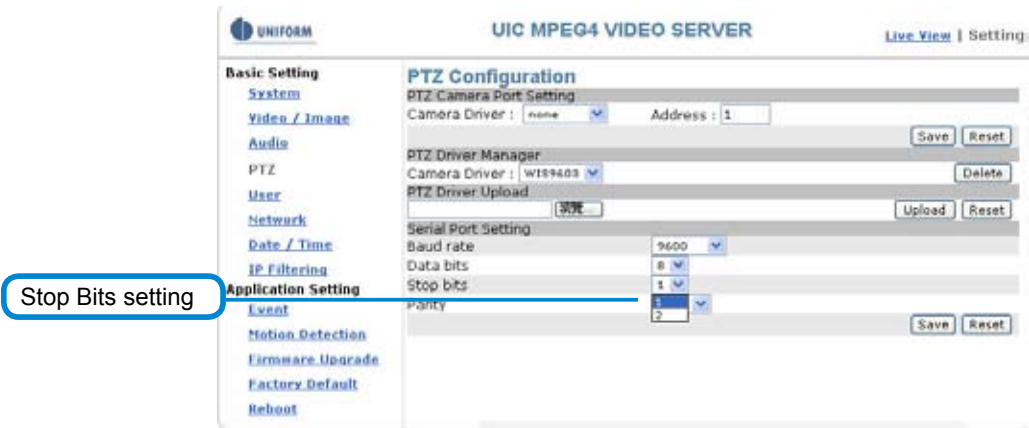 UNIFORM
UIC MPEG4 VIDEO SERVER
Live View | Setting
Basic Setting
System
Video / Image
Audio
PTZ
User
Network
Date / Time
IP Filtering
Application Setting
Event
Motion Detection
Firmware Upgrade
Factory Default
Reboot
PTZ Configuration
PTZ Camera Port Setting
Camera Driver : none Address : 1
Save Reset
PTZ Driver Manager
Camera Driver : WIS9603 Delete
PTZ Driver Upload
瀏覽... Upload Reset
Serial Port Setting
Baud rate 9600
Data bits 8
Stop bits 1
1
2
Parity
Save Reset
Stop Bits setting